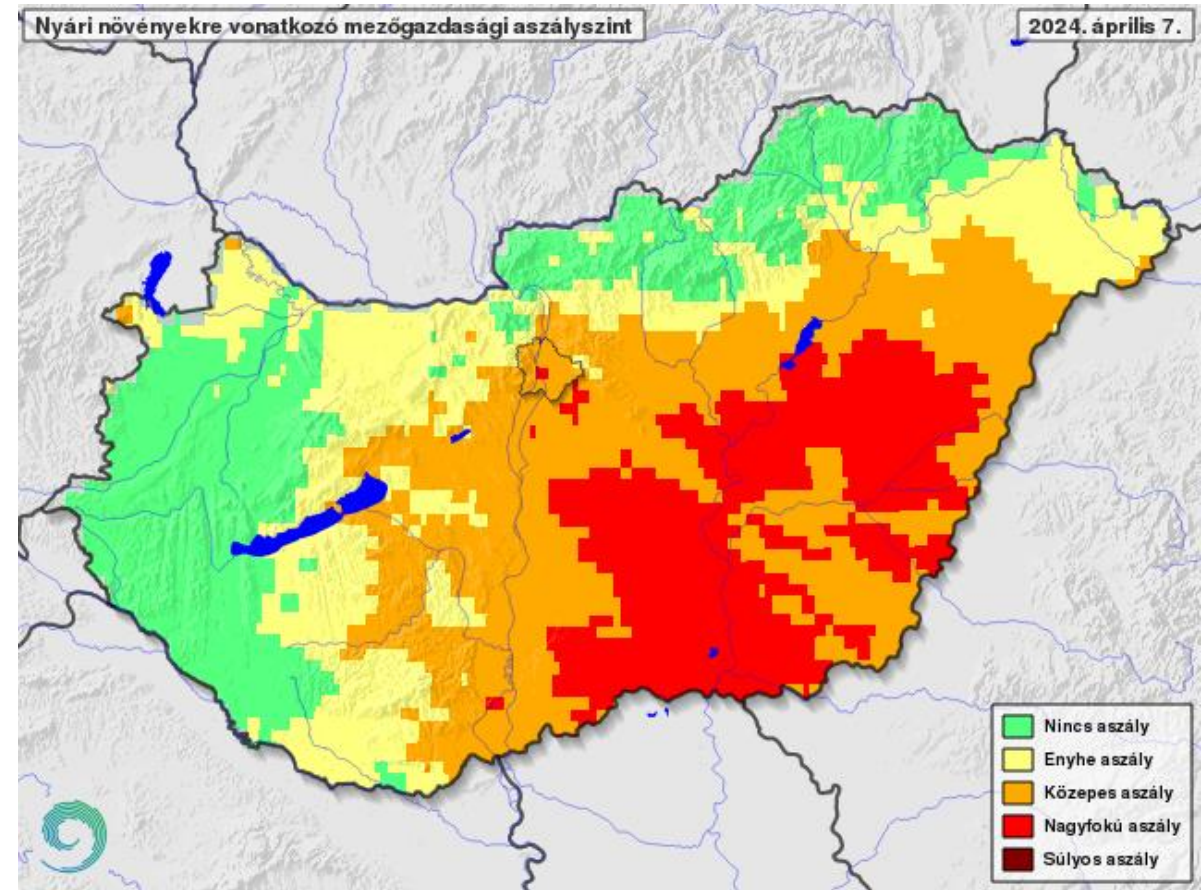 Nyári növényekre vonatkozó mezőgazdasági aszályszint
2024. április 7.
Nincs aszály
Enyhe aszály
Közepes aszály
Nagyfokú aszály
Súlyos aszály